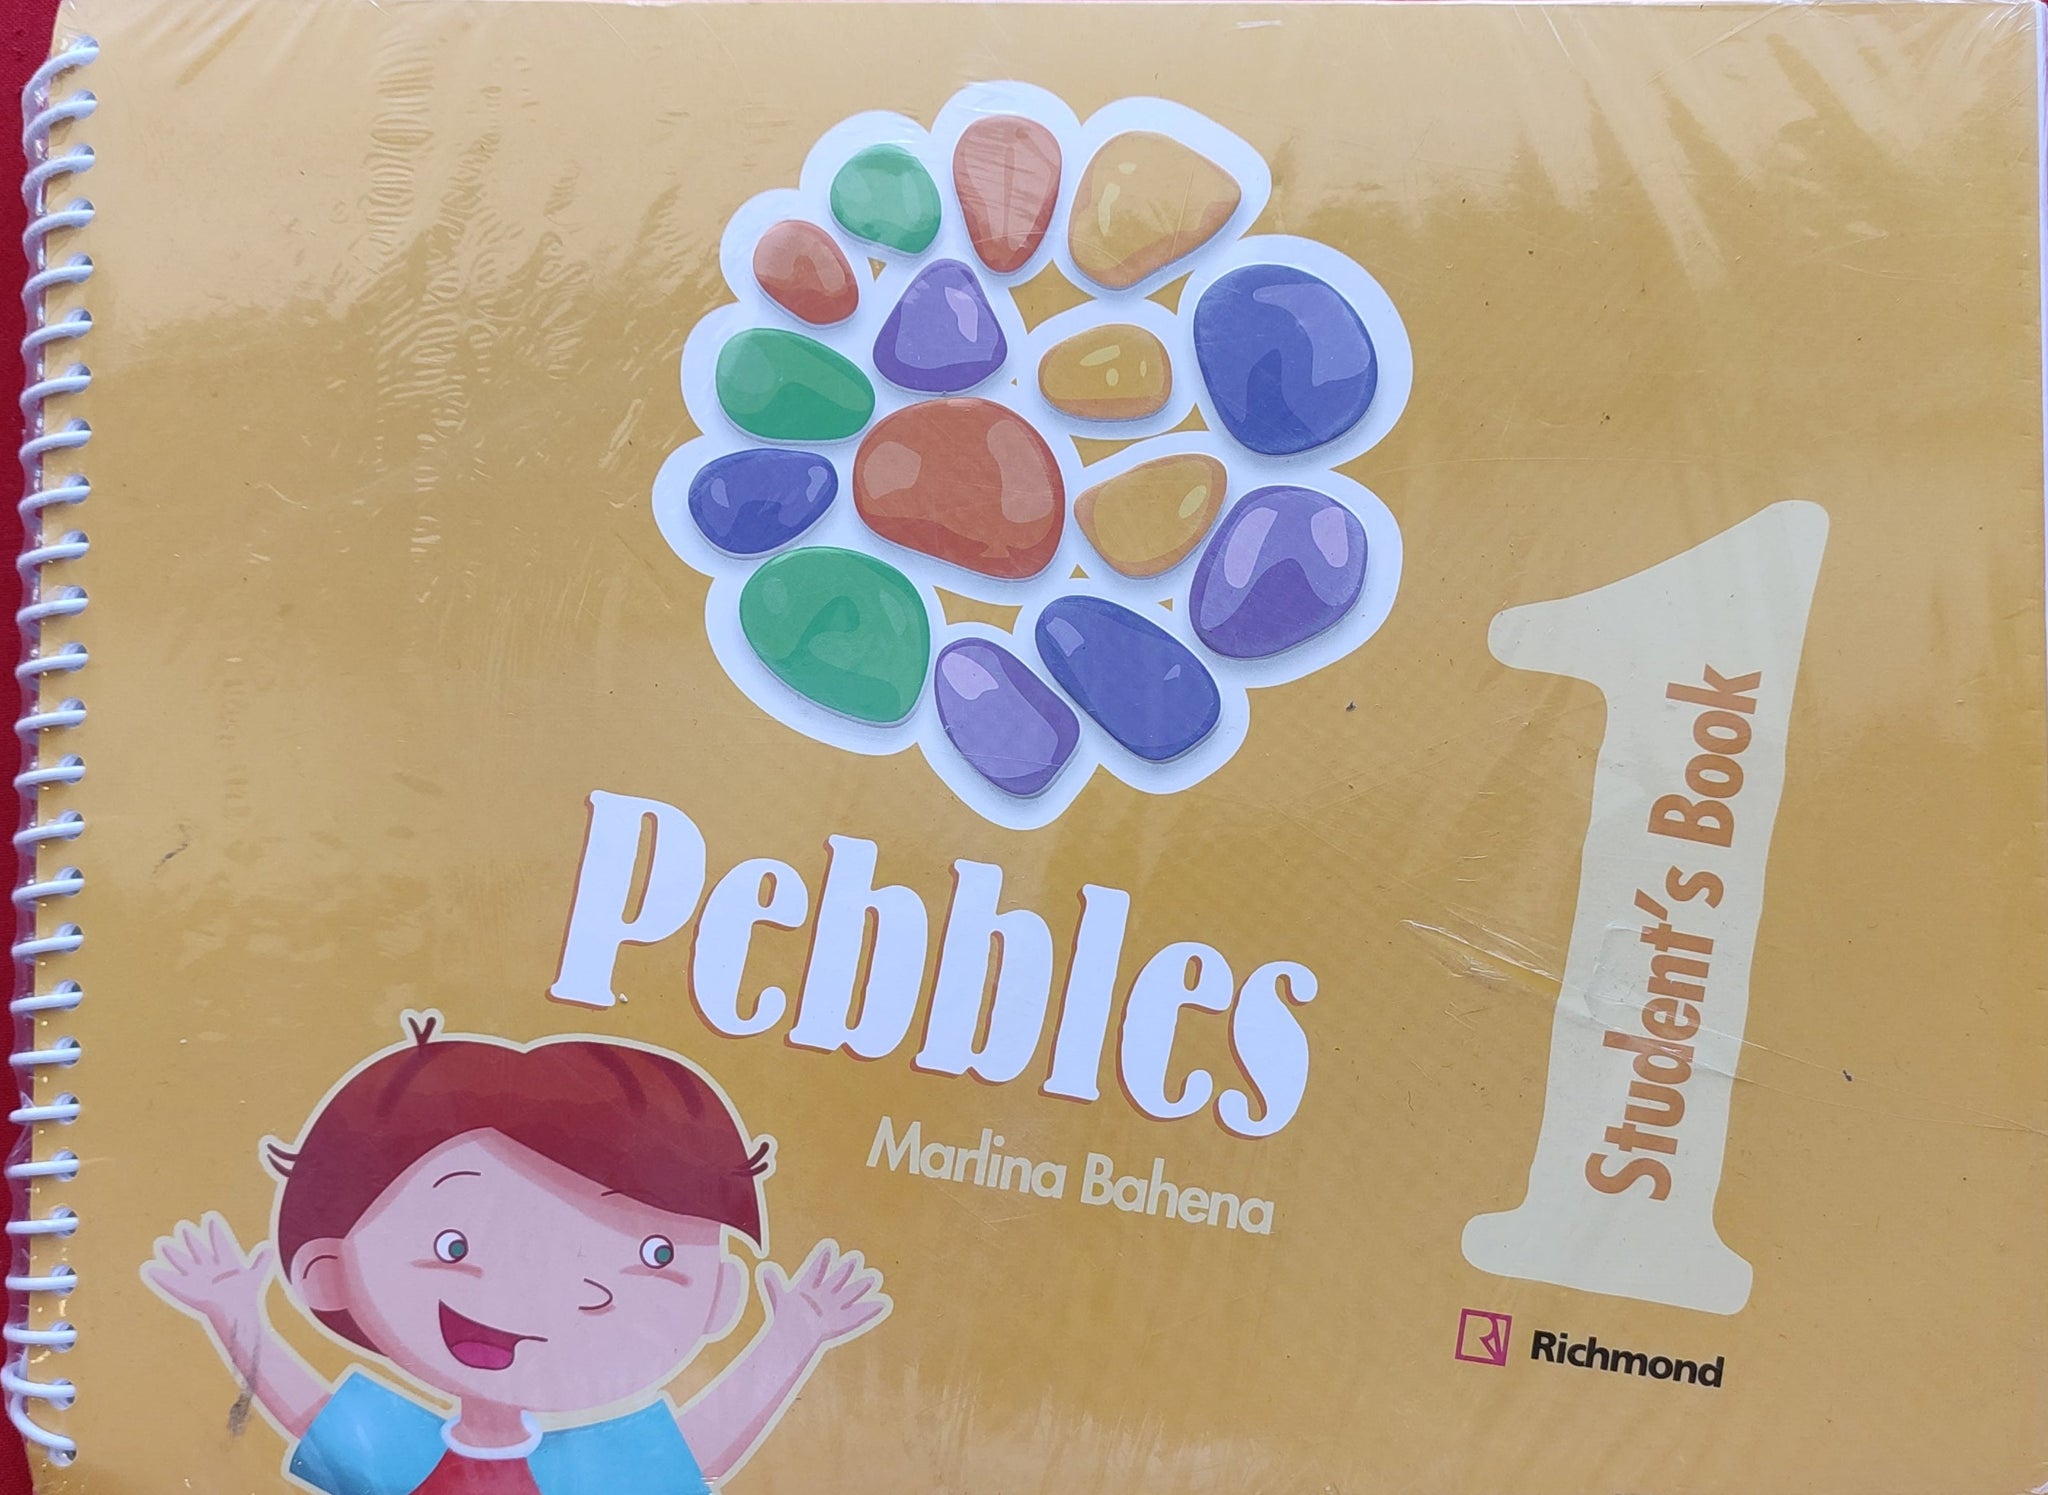 Pebbles
Marlina Bahena
1
Student's Book
Richmond